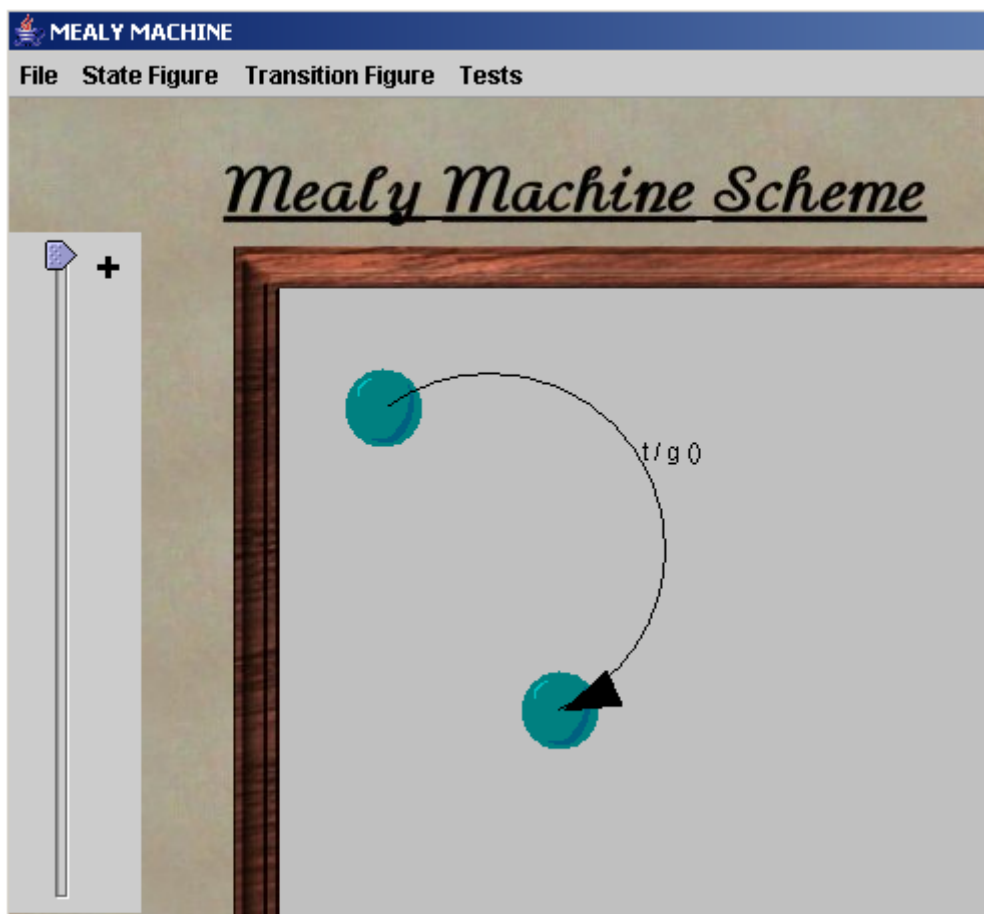 MEALY MACHINE
File State Figure Transition Figure Tests
Mealy Machine Scheme
+
t / g ()